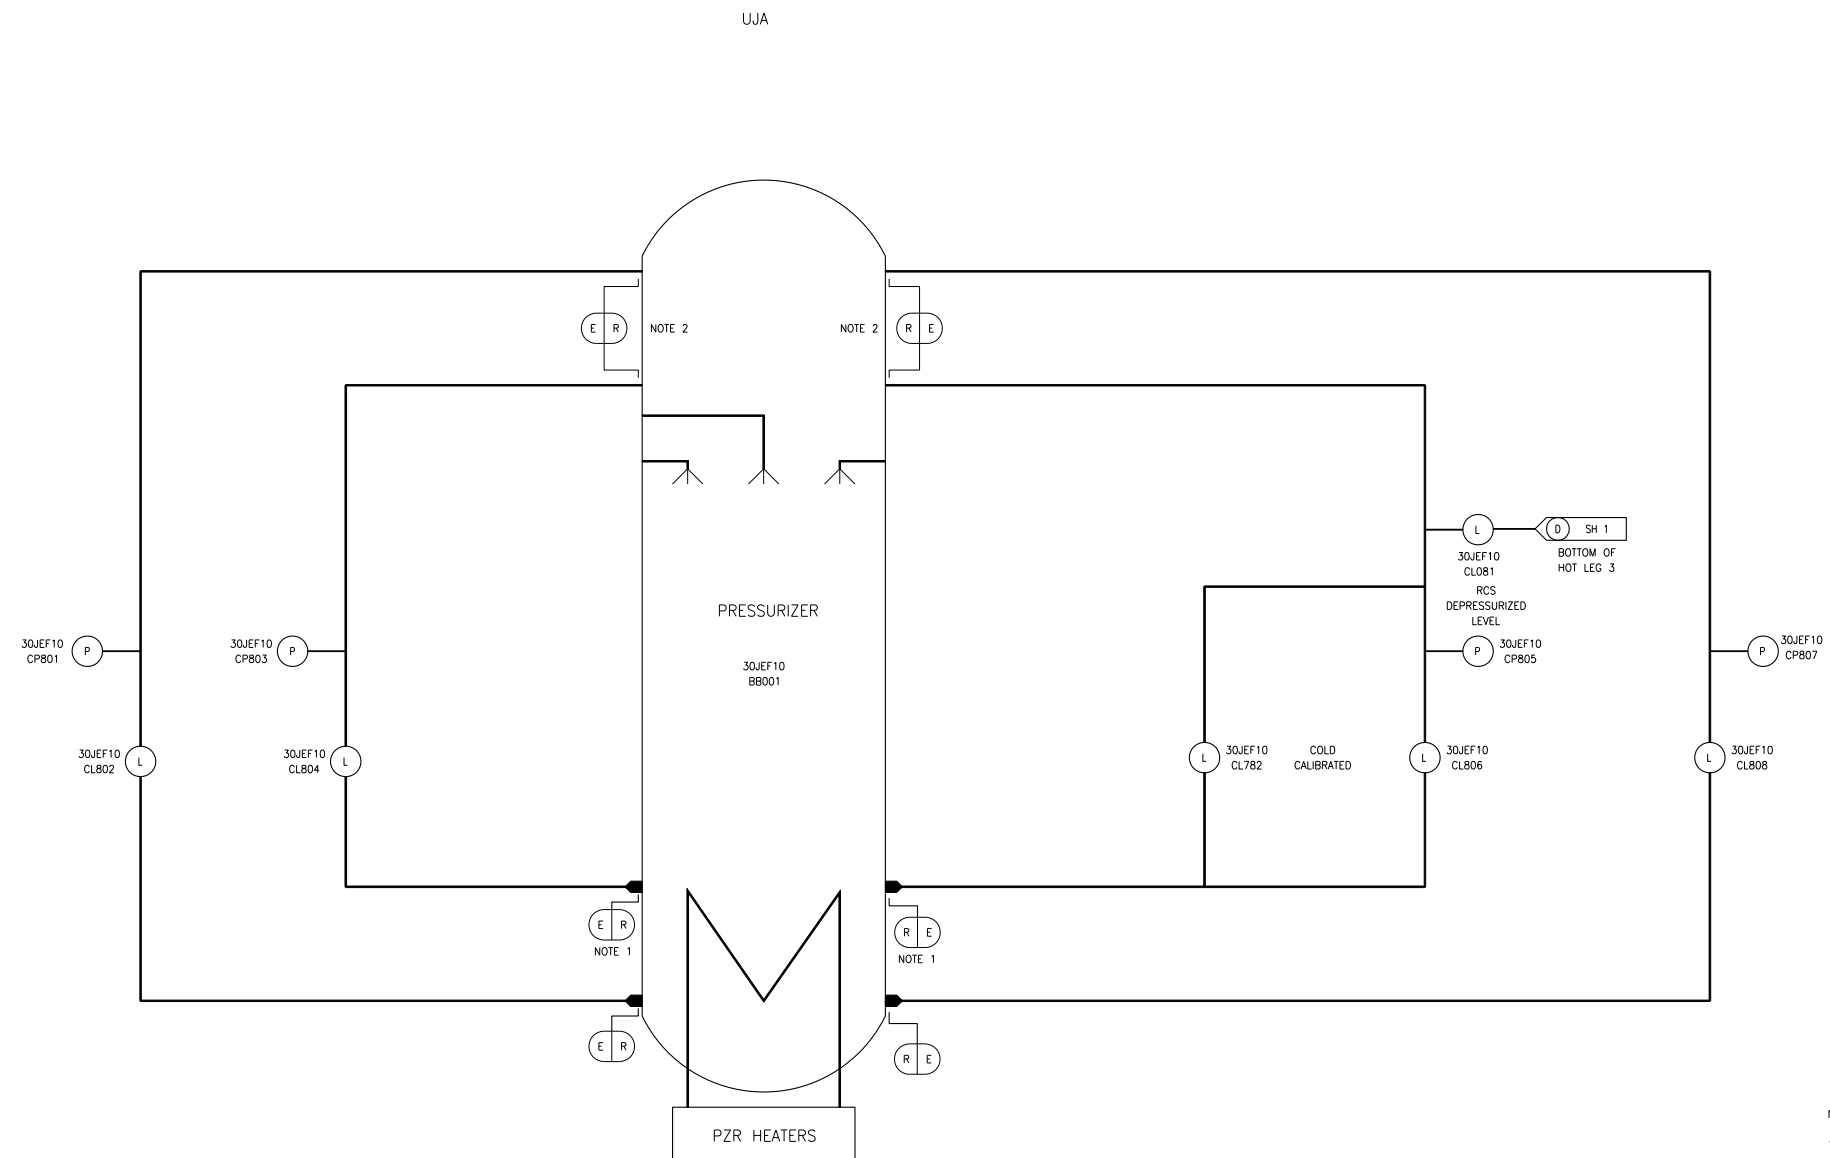 UJA
E R
NOTE 2
NOTE 2
R E
L
D
SH 1
30JEF10
CL081
BOTTOM OF
HOT LEG 3
RCS
DEPRESSURIZED
LEVEL
PRESSURIZER
30JEF10
BB001
30JEF10
CP801
P
30JEF10
CP803
P
P
30JEF10
CP805
P
30JEF10
CP807
30JEF10
CL802
L
30JEF10
CL804
L
L
30JEF10
CL782
COLD
CALIBRATED
L
30JEF10
CL806
L
30JEF10
CL808
E R
NOTE 1
R E
NOTE 1
E R
R E
PZR HEATERS